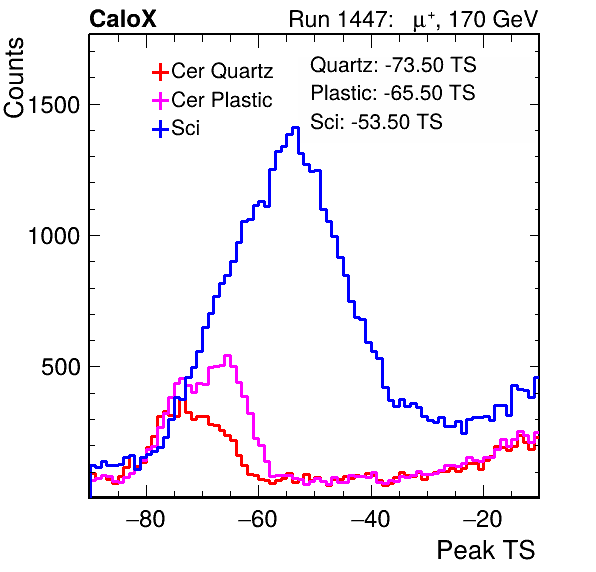 CaloX Run 1447: μ⁺, 170 GeV
Counts
Cer Quartz
Cer Plastic
Sci
Quartz: -73.50 TS
Plastic: -65.50 TS
Sci: -53.50 TS
1500
1000
500
−80 −60 −40 −20
Peak TS